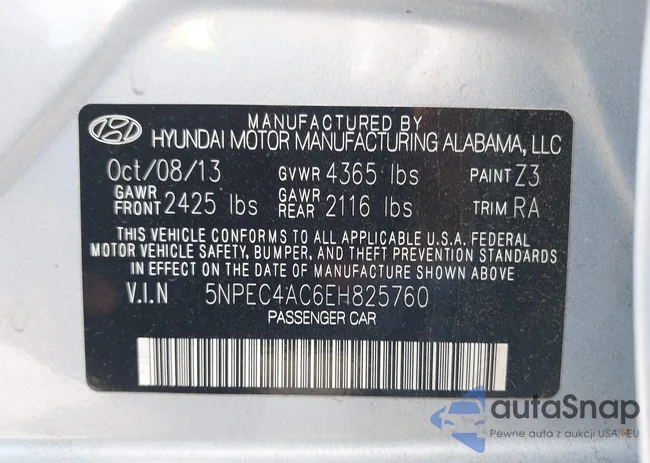 MANUFACTURED BY
HYUNDAI MOTOR MANUFACTURING ALABAMA, LLC
Oct/08/13 GVWR 4365 lbs PAINT Z3
GAWR FRONT 2425 lbs GAWR REAR 2116 lbs TRIM RA
THIS VEHICLE CONFORMS TO ALL APPLICABLE U.S.A. FEDERAL
MOTOR VEHICLE SAFETY, BUMPER, AND THEFT PREVENTION STANDARDS
IN EFFECT ON THE DATE OF MANUFACTURE SHOWN ABOVE
V.I.N 5NPEC4AC6EH825760
PASSENGER CAR
autaSnap
Pewne auta z aukcji USA i EU